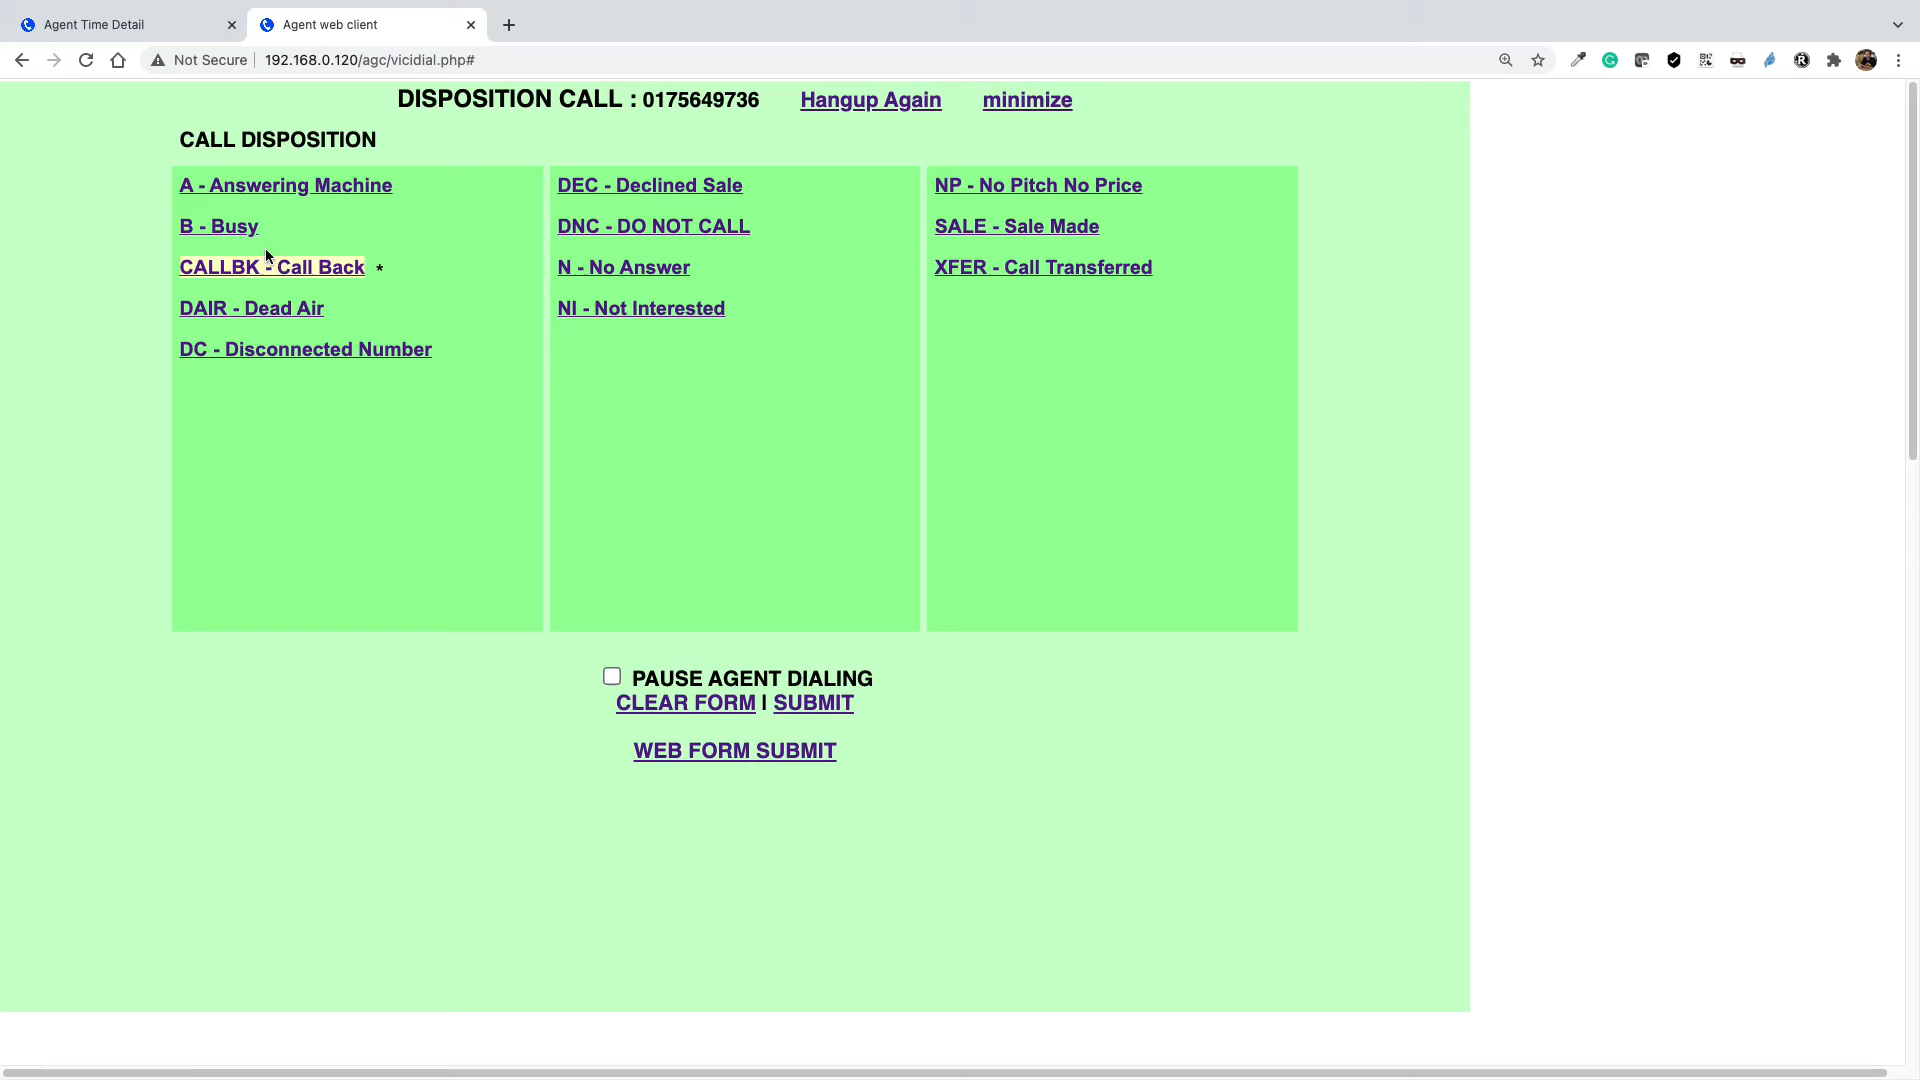 Agent Time Detail
Agent web client
Not Secure
192.168.0.120/agc/vicidial.php#
DISPOSITION CALL : 0175649736 Hangup Again minimize
CALL DISPOSITION
A - Answering Machine
B - Busy
CALLBK - Call Back *
DAIR - Dead Air
DC - Disconnected Number
DEC - Declined Sale
DNC - DO NOT CALL
N - No Answer
NI - Not Interested
NP - No Pitch No Price
SALE - Sale Made
XFER - Call Transferred
PAUSE AGENT DIALING
CLEAR FORM | SUBMIT
WEB FORM SUBMIT